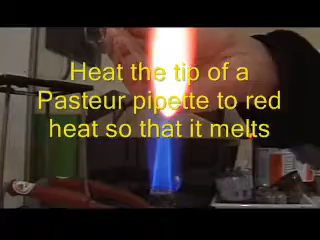 Heat the tip of a
Pasteur pipette to red
heat so that it melts